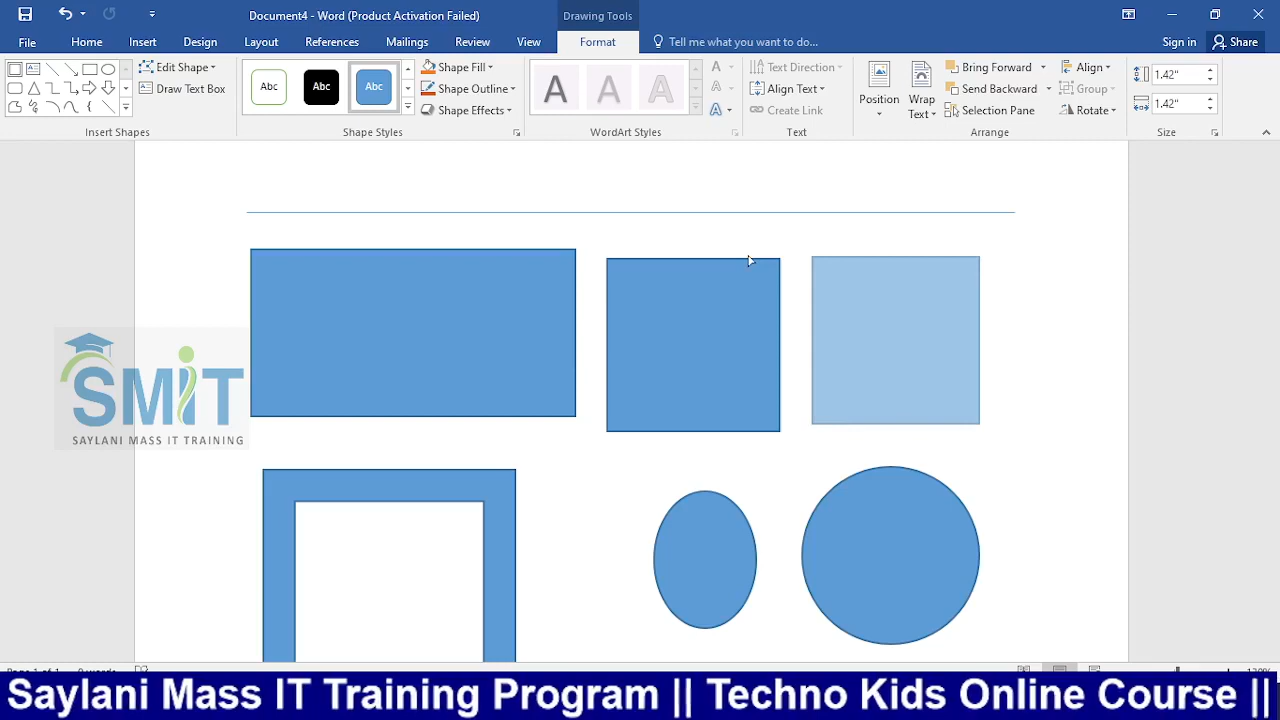 Document4 - Word (Product Activation Failed)
Drawing Tools
File Home Insert Design Layout References Mailings Review View Format Tell me what you want to do... Sign in Share
Edit Shape
Draw Text Box
Insert Shapes
Abc Abc Abc
Shape Fill
Shape Outline
Shape Effects
Shape Styles
A A A
WordArt Styles
Text Direction
Align Text
Create Link
Text
Position
Wrap Text
Bring Forward
Send Backward
Selection Pane
Align
Group
Rotate
Arrange
1.42"
1.42"
Size
SMIT
SAYLANI MASS IT TRAINING
Saylani Mass IT Training Program || Techno Kids Online Course ||